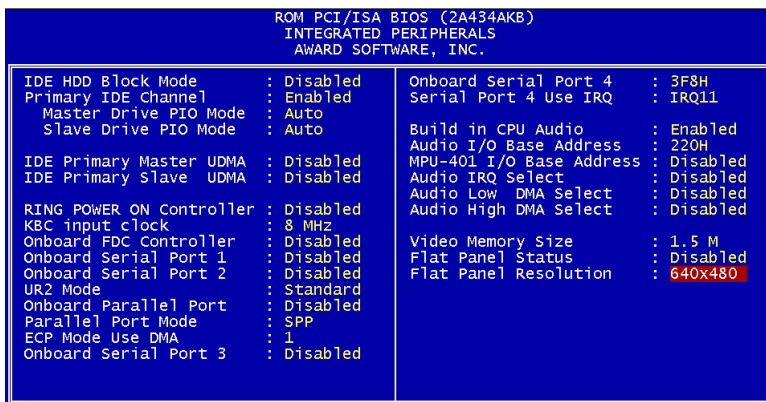 ROM PCI/ISA BIOS (2A434AKB)
INTEGRATED PERIPHERALS
AWARD SOFTWARE, INC.
IDE HDD Block Mode : Disabled
Primary IDE Channel : Enabled
Master Drive PIO Mode : Auto
Slave Drive PIO Mode : Auto
IDE Primary Master UDMA : Disabled
IDE Primary Slave UDMA : Disabled
RING POWER ON Controller : Disabled
KBC input clock : 8 MHz
Onboard FDC Controller : Disabled
Onboard Serial Port 1 : Disabled
Onboard Serial Port 2 : Disabled
UR2 Mode : Standard
Onboard Parallel Port : Disabled
Parallel Port Mode : SPP
ECP Mode Use DMA : 1
Onboard Serial Port 3 : Disabled
Onboard Serial Port 4 : 3F8H
Serial Port 4 Use IRQ : IRQ11
Build in CPU Audio : Enabled
Audio I/O Base Address : 220H
MPU-401 I/O Base Address : Disabled
Audio IRQ Select : Disabled
Audio Low DMA Select : Disabled
Audio High DMA Select : Disabled
Video Memory Size : 1.5 M
Flat Panel Status : Disabled
Flat Panel Resolution : 640x480